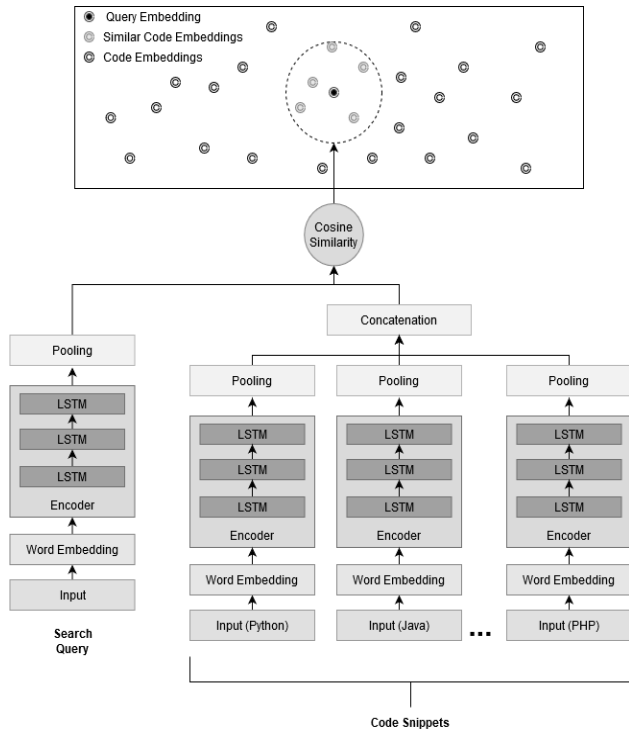 Query Embedding
Similar Code Embeddings
Code Embeddings
Cosine
Similarity
Concatenation
Pooling
LSTM
LSTM
LSTM
Encoder
Word Embedding
Input
Search
Query
Pooling
Pooling
Pooling
LSTM
LSTM
LSTM
LSTM
LSTM
LSTM
LSTM
LSTM
LSTM
Encoder
Encoder
Encoder
Word Embedding
Word Embedding
Word Embedding
Input (Python)
Input (Java)
...
Input (PHP)
Code Snippets